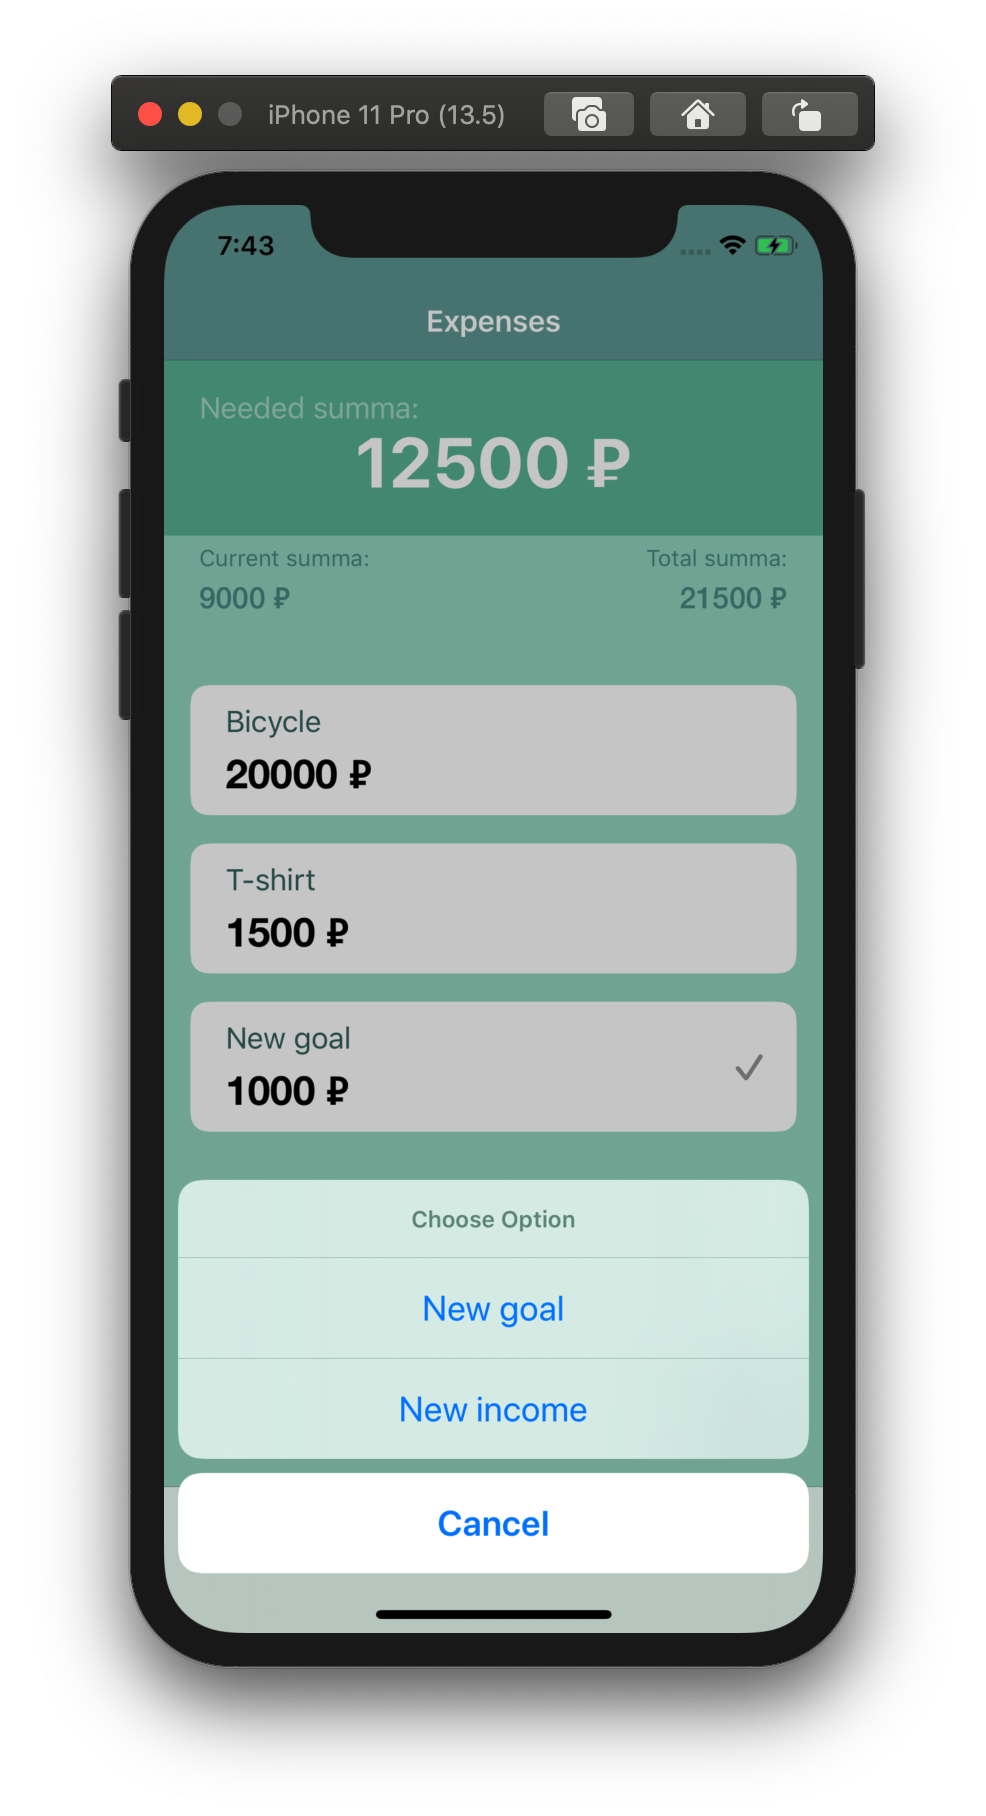 iPhone 11 Pro (13.5)
7:43
Expenses
Needed summa:
12500 ₽
Current summa:
Total summa:
9000 ₽
21500 ₽
Bicycle
20000 ₽
T-shirt
1500 ₽
New goal
1000 ₽
Choose Option
New goal
New income
Cancel